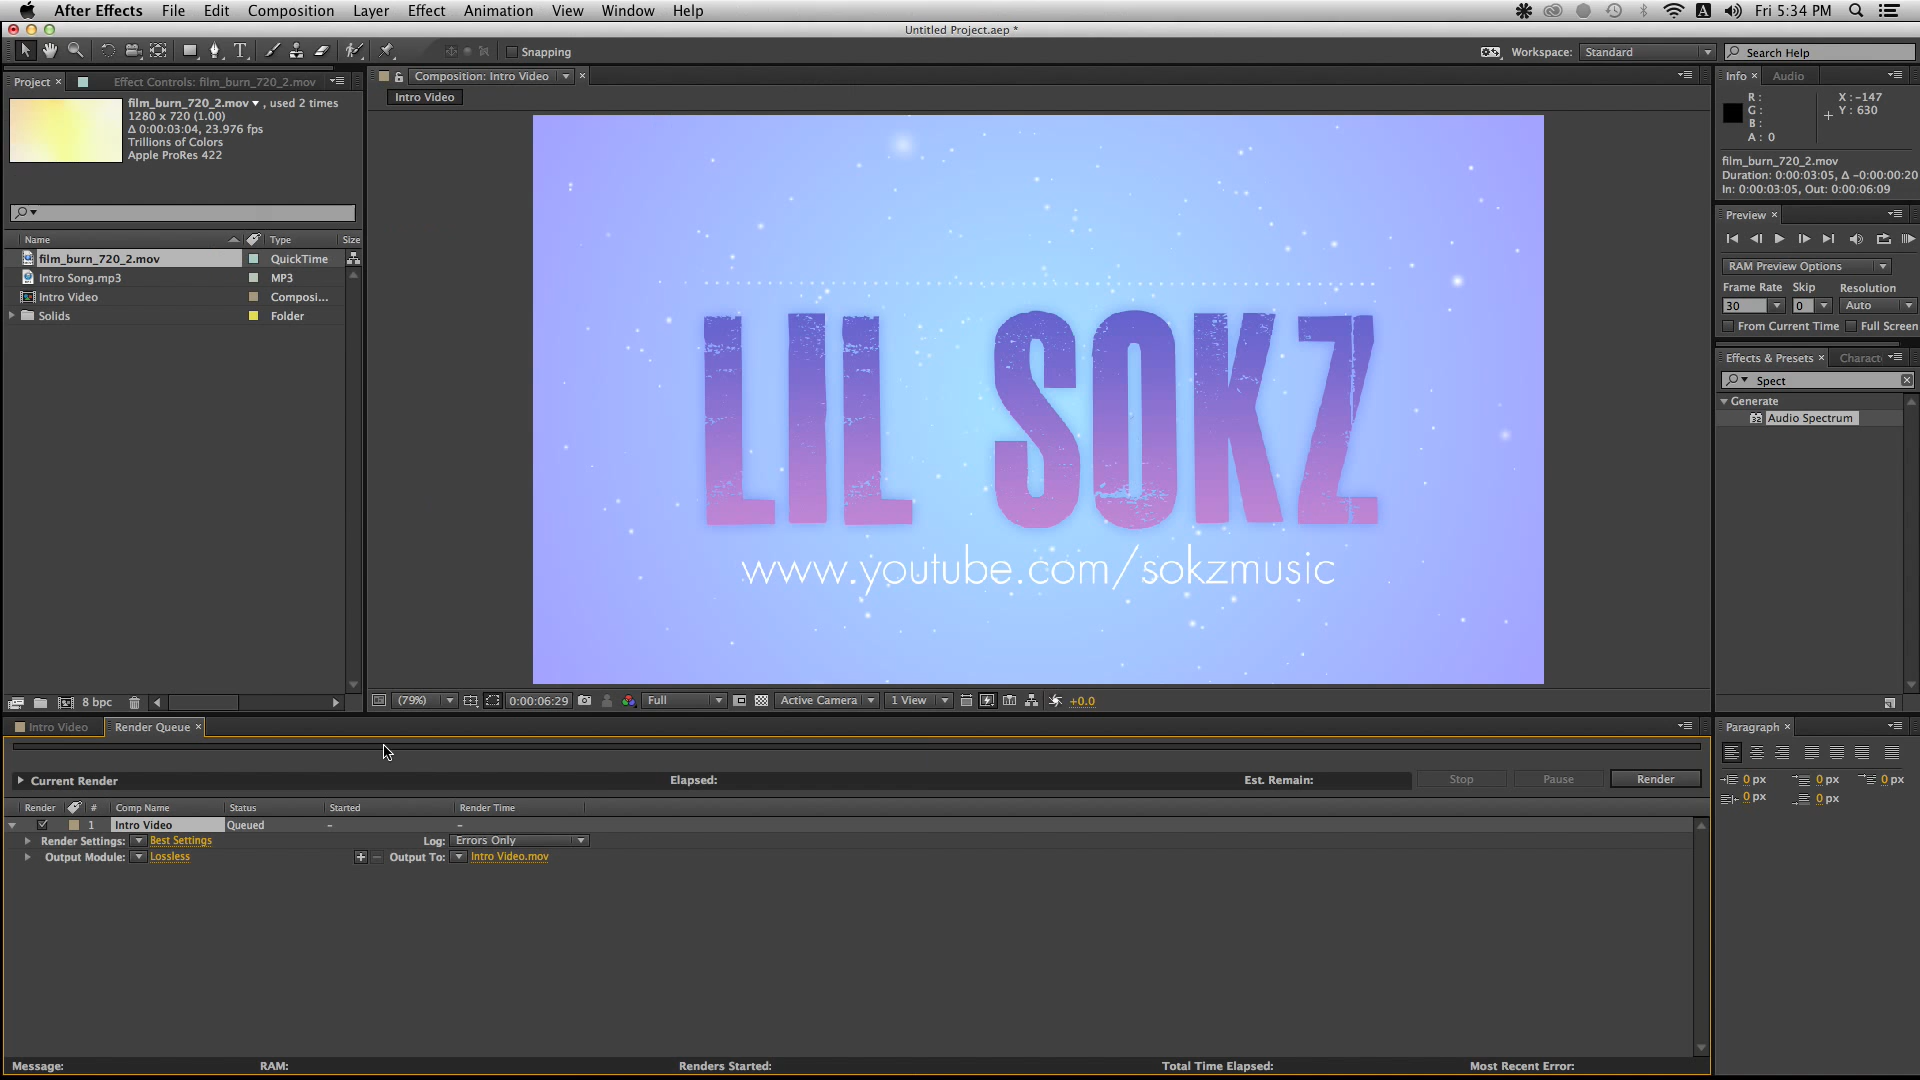 After Effects File Edit Composition Layer Effect Animation View Window Help Fri 5:34 PM
Untitled Project.aep *
Snapping Workspace: Standard Search Help
Project Effect Controls: film_burn_720_2.mov
Composition: Intro Video
Info Audio
film_burn_720_2.mov , used 2 times
1280 x 720 (1.00)
Δ 0:00:03:04, 23.976 fps
Trillions of Colors
Apple ProRes 422
Intro Video
R:
G:
B:
A: 0
X: -147
Y: 630
film_burn_720_2.mov
Duration: 0:00:03:05, Δ -0:00:00:20
In: 0:00:03:05, Out: 0:00:06:09
Preview
RAM Preview Options
Frame Rate Skip Resolution
30 0 Auto
From Current Time Full Screen
Effects & Presets Charact
Spect
Generate
32 Audio Spectrum
Name Type Size
film_burn_720_2.mov QuickTime
Intro Song.mp3 MP3
Intro Video Composi...
Solids Folder
8 bpc
LIL SOKZ
www.youtube.com/sokzmusic
(79%) 0:00:06:29 Full Active Camera 1 View +0.0
Intro Video Render Queue
Current Render Elapsed: Est. Remain: Stop Pause Render
Render # Comp Name Status Started Render Time
1 Intro Video Queued - -
Render Settings: Best Settings Log: Errors Only
Output Module: Lossless Output To: Intro Video.mov
Message: RAM: Renders Started: Total Time Elapsed: Most Recent Error:
Paragraph
0 px 0 px 0 px
0 px 0 px